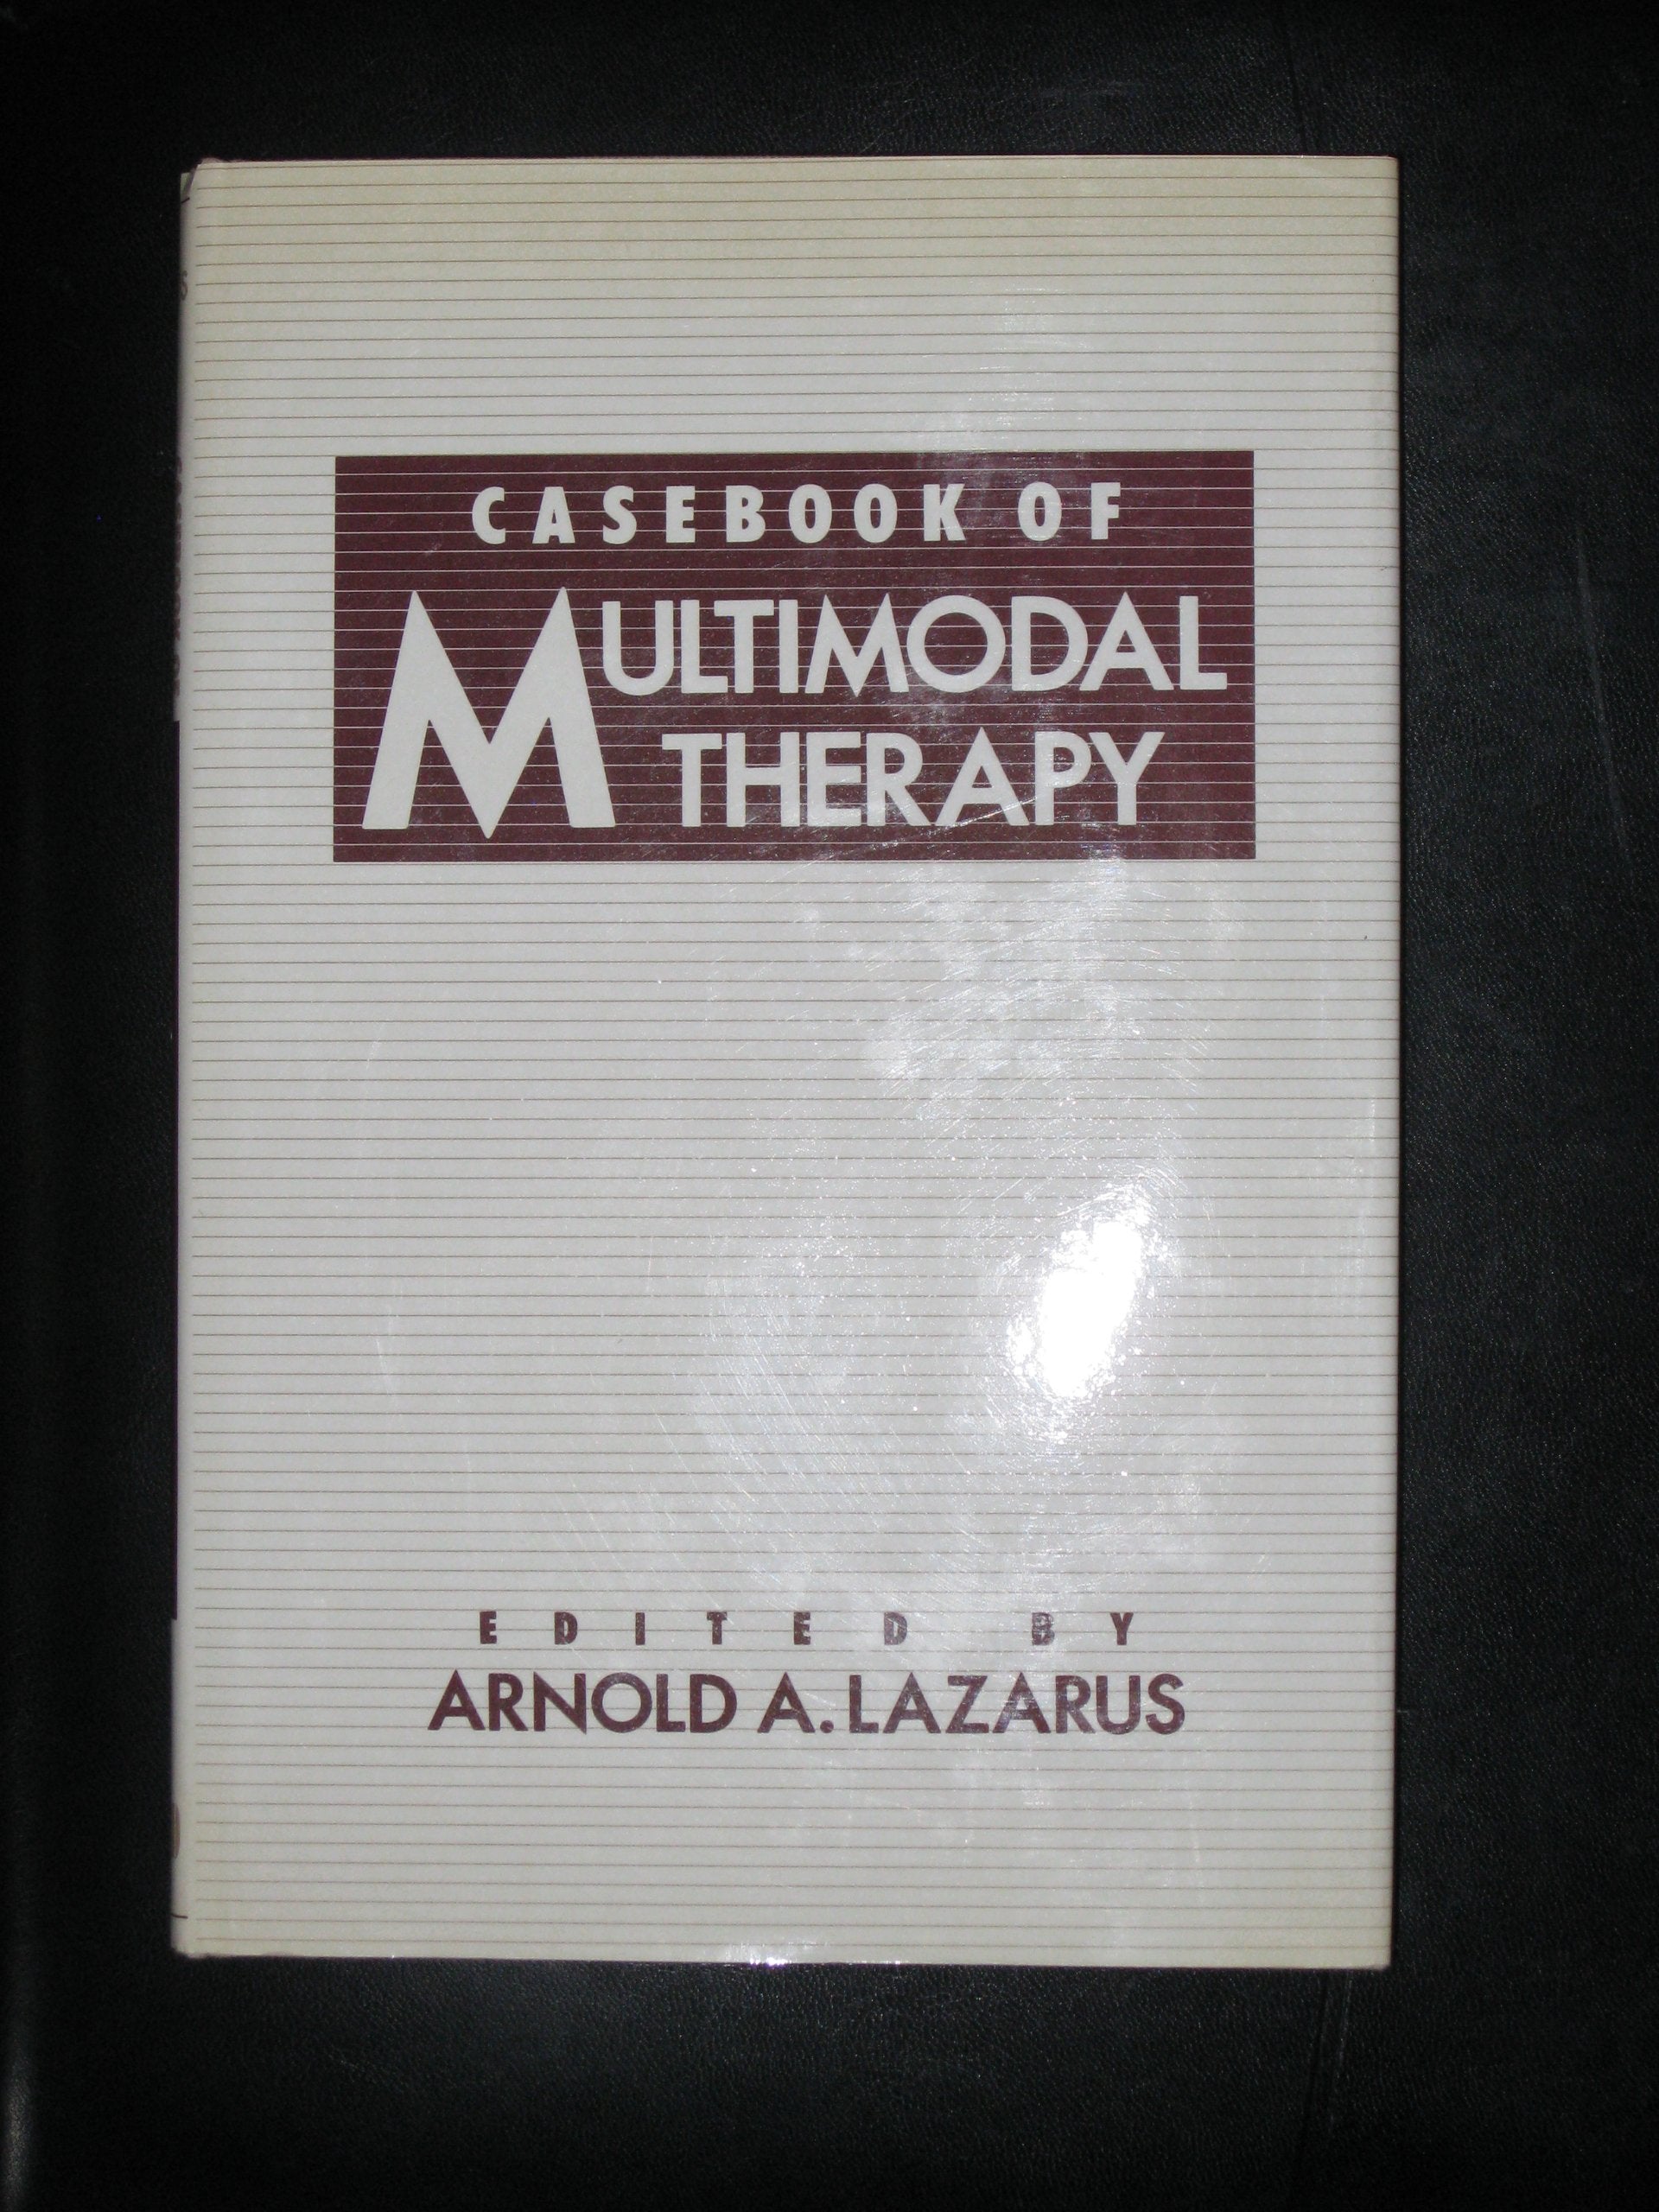 CASEBOOK OF
MULTIMODAL
THERAPY
EDITED BY
ARNOLD A. LAZARUS